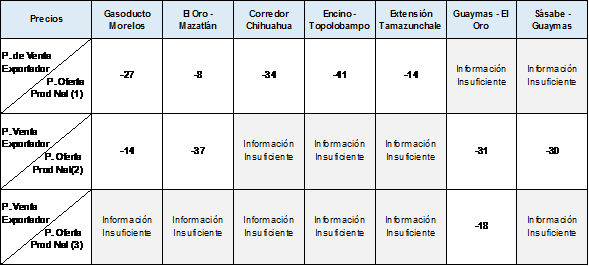 Precios
Gasoducto
Morelos
El Oro -
Mazatlán
Corredor
Chihuahua
Encino -
Topolobampo
Extensión
Tamazunchale
Guaymas - El
Oro
Sásabe -
Guaymas
P. de Venta
Exportador
P. Oferta
Prod Nal (1)
-27
-8
-34
-41
-14
Información
Insuficiente
Información
Insuficiente
P. Venta
Exportador
P. Oferta
Prod Nal(2)
-14
-37
Información
Insuficiente
Información
Insuficiente
Información
Insuficiente
-31
-30
P. Venta
Exportador
P. Oferta
Prod Nal (3)
Información
Insuficiente
Información
Insuficiente
Información
Insuficiente
Información
Insuficiente
Información
Insuficiente
-18
Información
Insuficiente